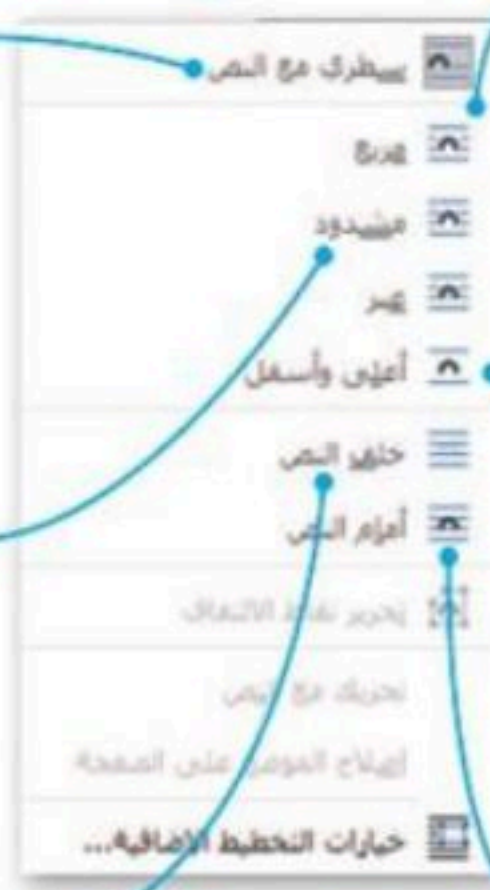 سطري مع النص
مربع
مشدود
عبر
أعلى وأسفل
خلف النص
أمام النص
تحرير نقاط الالتفاف
تحريك مع النص
إصلاح الموضع على الصفحة
خيارات التخطيط الإضافية...